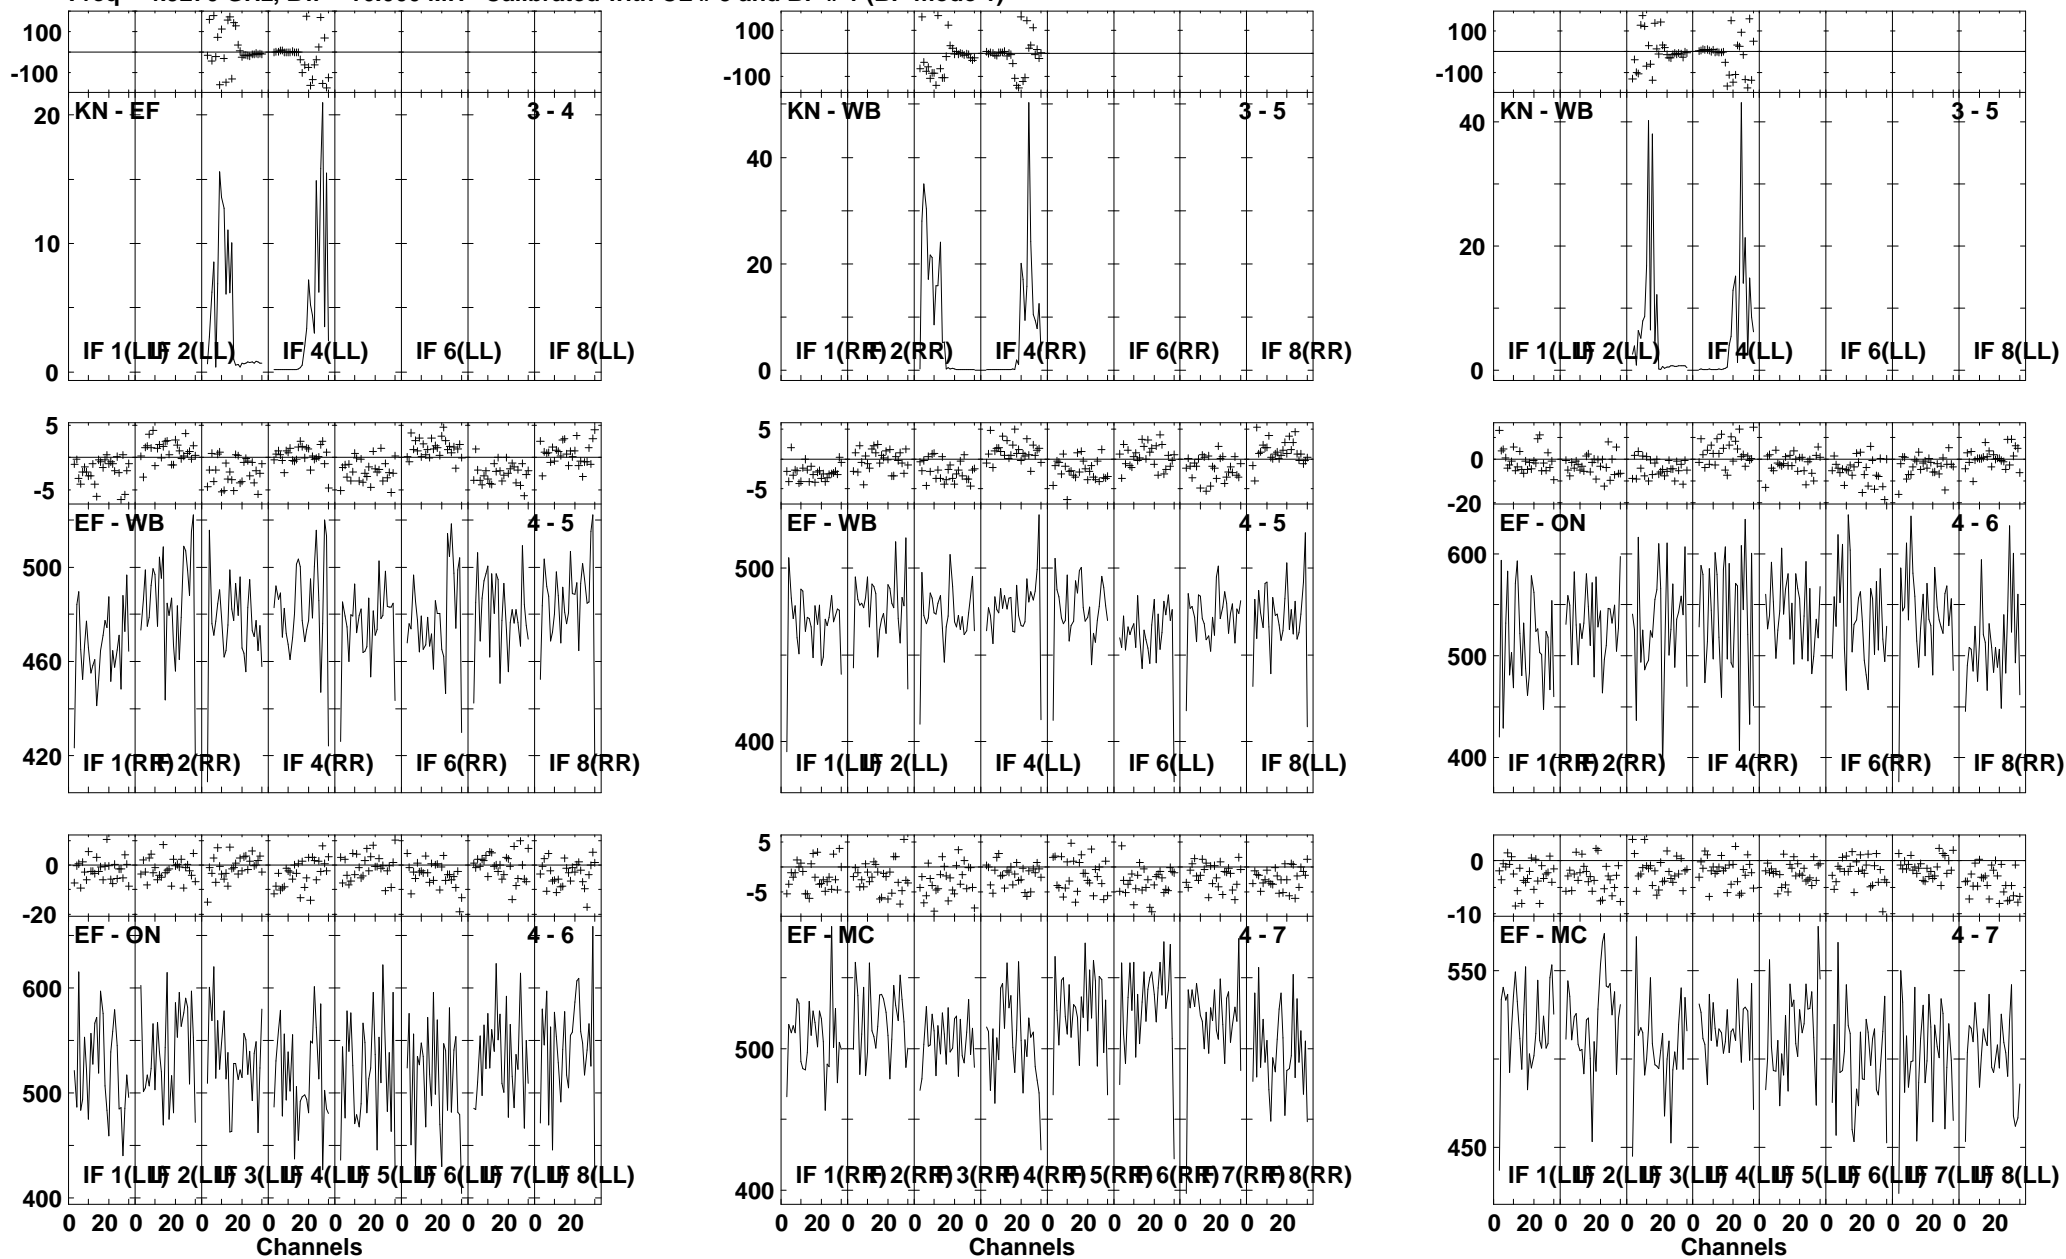 100 100 100
-100 -100 -100
20 KN - EF 3 - 4 KN - WB 3 - 5 40 KN - WB 3 - 5
40
10 20 20
IF 1(LL) IF 2(LL) IF 4(LL) IF 6(LL) IF 8(LL) IF 1(RR) IF 2(RR) IF 4(RR) IF 6(RR) IF 8(RR) IF 1(LL) IF 2(LL) IF 4(LL) IF 6(LL) IF 8(LL)
0 0 0
5 5 0
-5 -5 -20
EF - WB 4 - 5 EF - WB 4 - 5 EF - ON 4 - 6
500 500 600
460 500
420 400 400
IF 1(RR) IF 2(RR) IF 4(RR) IF 6(RR) IF 8(RR) IF 1(LL) IF 2(LL) IF 4(LL) IF 6(LL) IF 8(LL) IF 1(RR) IF 2(RR) IF 4(RR) IF 6(RR) IF 8(RR)
0 5 0
-20 -5 -10
EF - ON 4 - 6 EF - MC 4 - 7 EF - MC 4 - 7
600 550
500 500
IF 1(LL) IF 2(LL) IF 3(LL) IF 4(LL) IF 5(LL) IF 6(LL) IF 7(LL) IF 8(LL) IF 1(RR) IF 2(RR) IF 3(RR) IF 4(RR) IF 5(RR) IF 6(RR) IF 7(RR) IF 8(RR) IF 1(LL) IF 2(LL) IF 3(LL) IF 4(LL) IF 5(LL) IF 6(LL) IF 7(LL) IF 8(LL)
400 400 450
0 20 0 20 0 20 0 20 0 20 0 20 0 20 0 20 0 20 0 20 0 20 0 20 0 20 0 20 0 20 0 20 0 20 0 20 0 20 0 20 0 20 0 20 0 20 0 20
Channels Channels